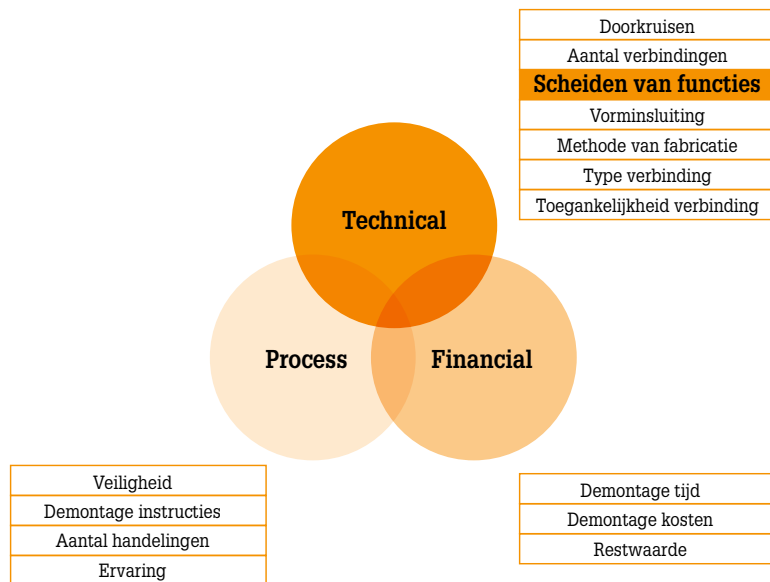 Doorkruisen
Aantal verbindingen
Scheiden van functies
Vorminsluiting
Methode van fabricatie
Type verbinding
Toegankelijkheid verbinding
Technical
Process
Financial
Veiligheid
Demontage instructies
Aantal handelingen
Ervaring
Demontage tijd
Demontage kosten
Restwaarde